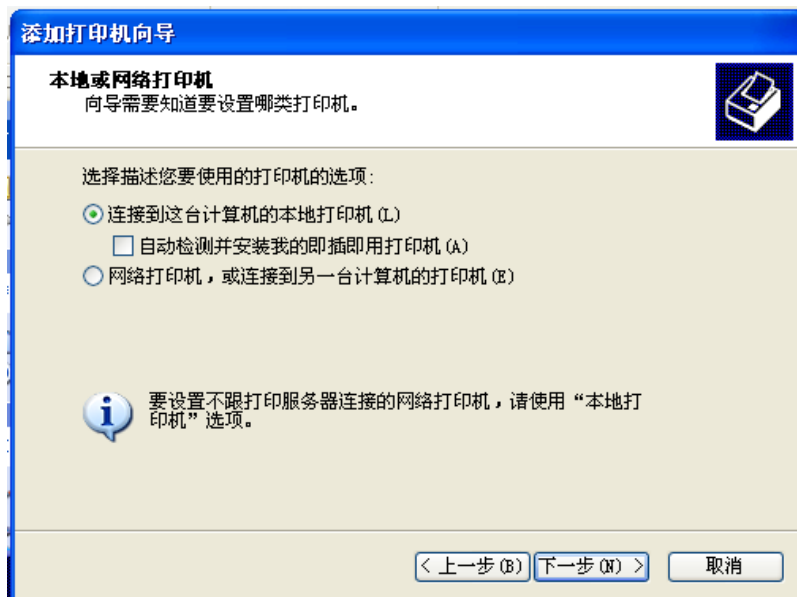 添加打印机向导
本地或网络打印机
向导需要知道要设置哪类打印机。
选择描述您要使用的打印机的选项:
连接到这台计算机的本地打印机(L)
自动检测并安装我的即插即用打印机(A)
网络打印机，或连接到另一台计算机的打印机(E)
要设置不跟打印服务器连接的网络打印机，请使用“本地打
印机”选项。
< 上一步(B) 下一步(N) > 取消